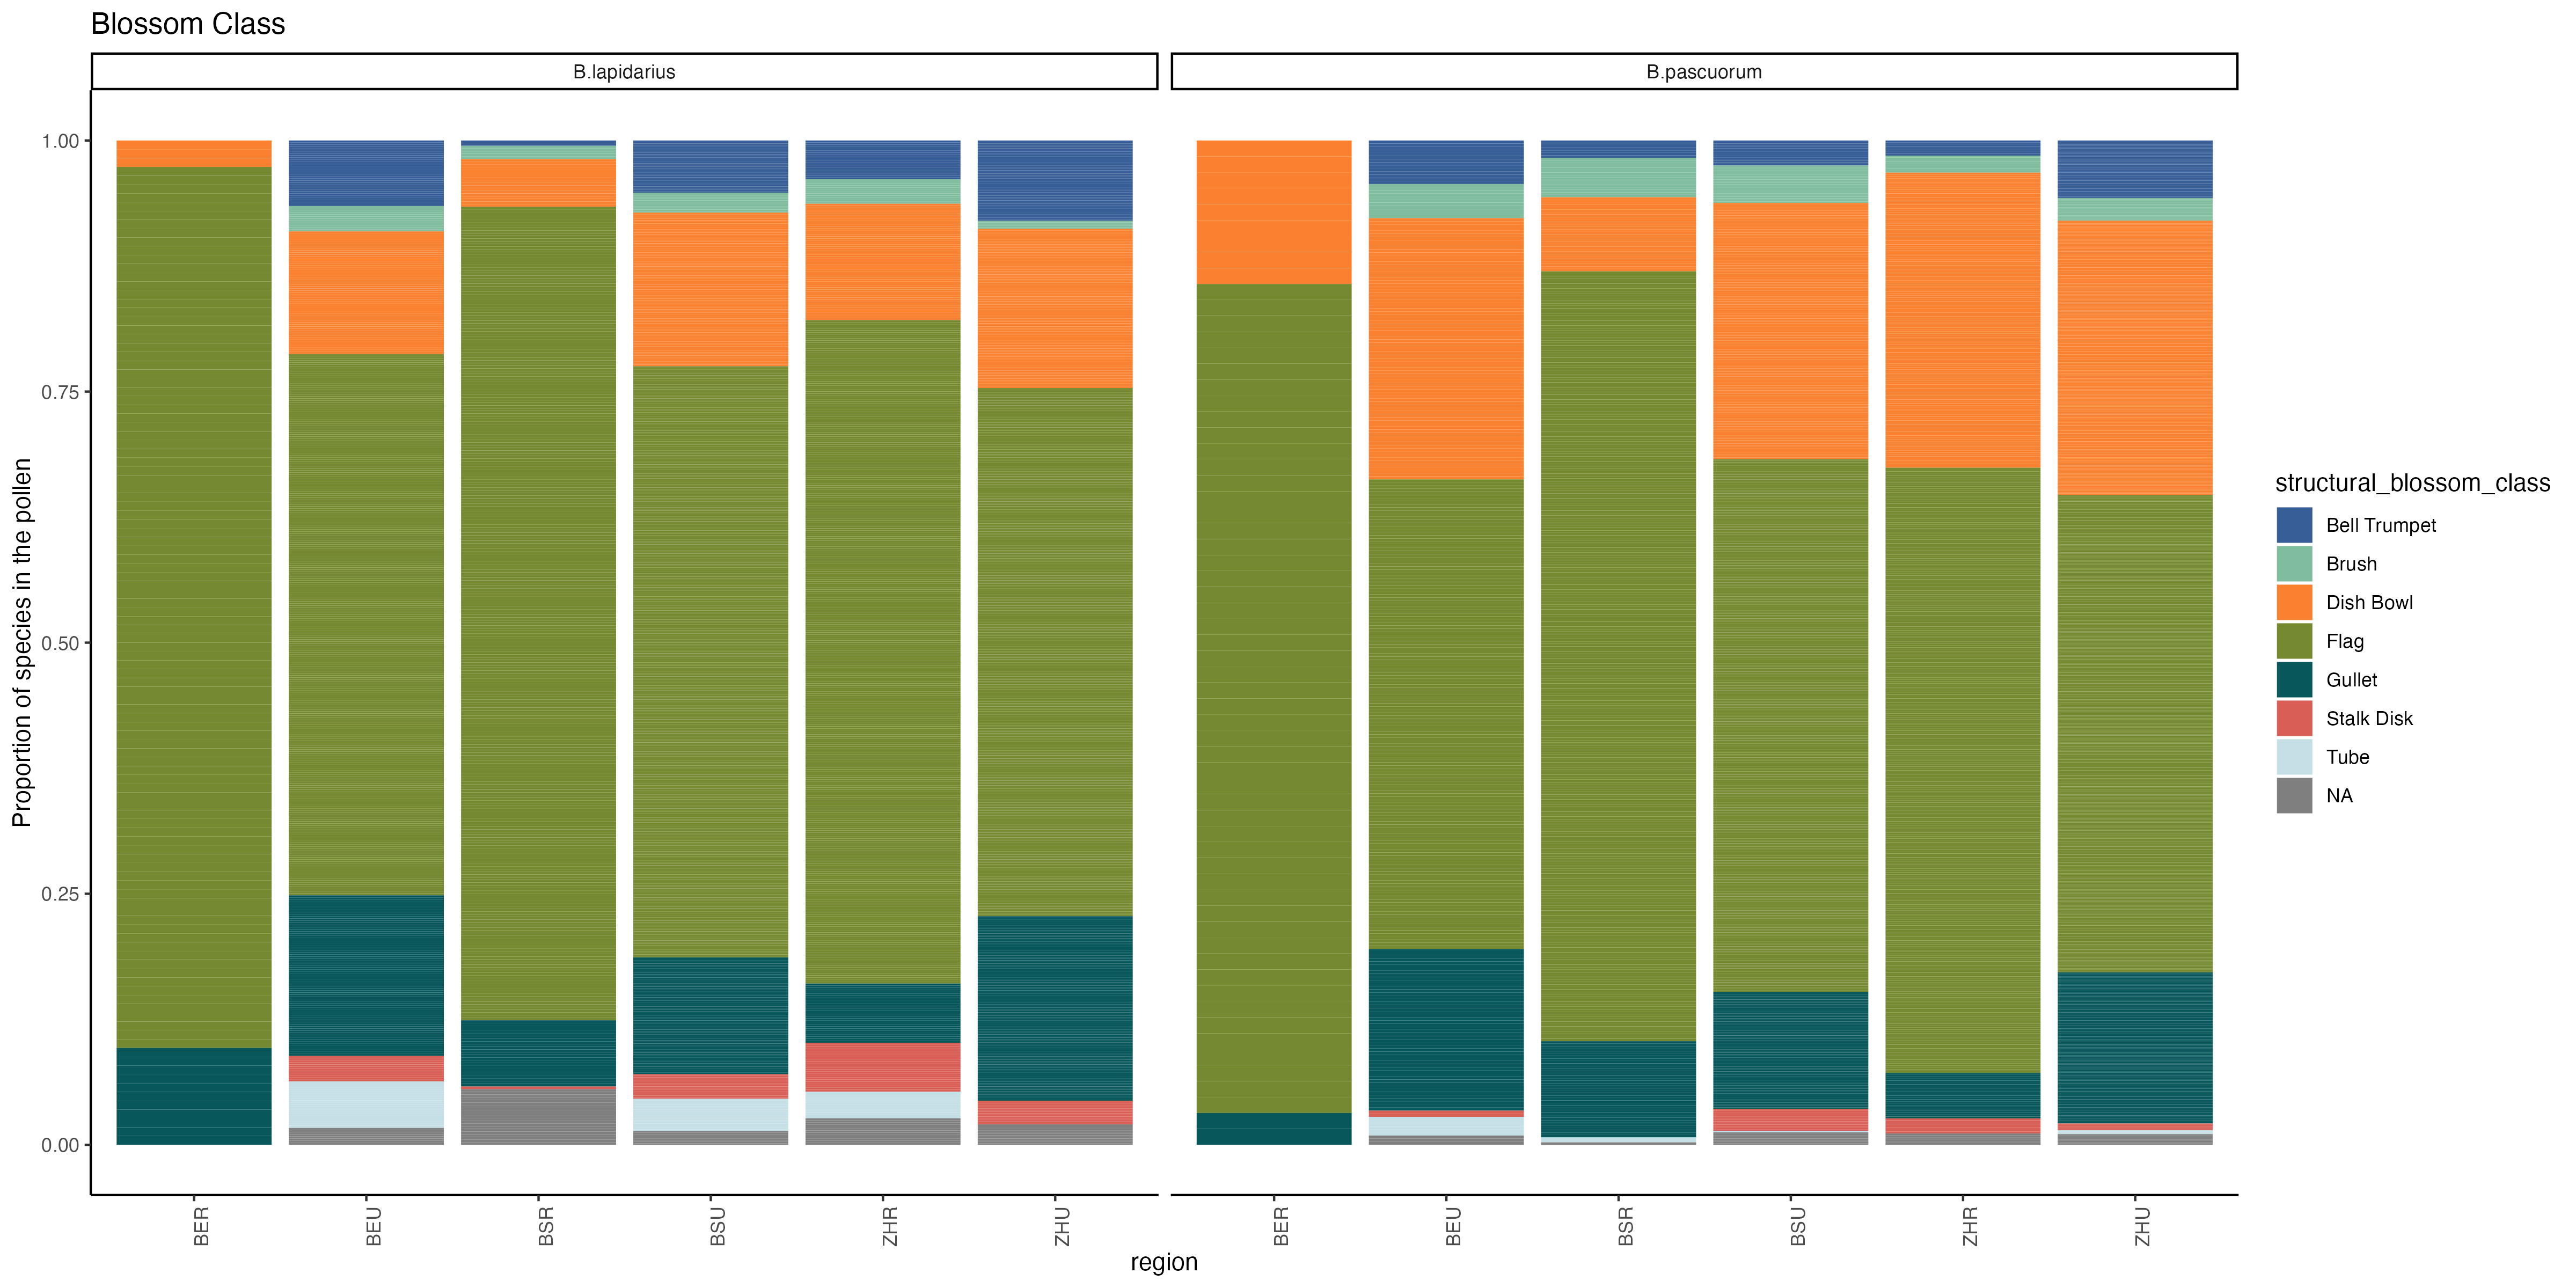 Blossom Class
B.lapidarius
B.pascuorum
Proportion of species in the pollen
1.00
0.75
0.50
0.25
0.00
BER
BEU
BSR
BSU
ZHR
ZHU
BER
BEU
BSR
BSU
ZHR
ZHU
region
structural_blossom_class
Bell Trumpet
Brush
Dish Bowl
Flag
Gullet
Stalk Disk
Tube
NA